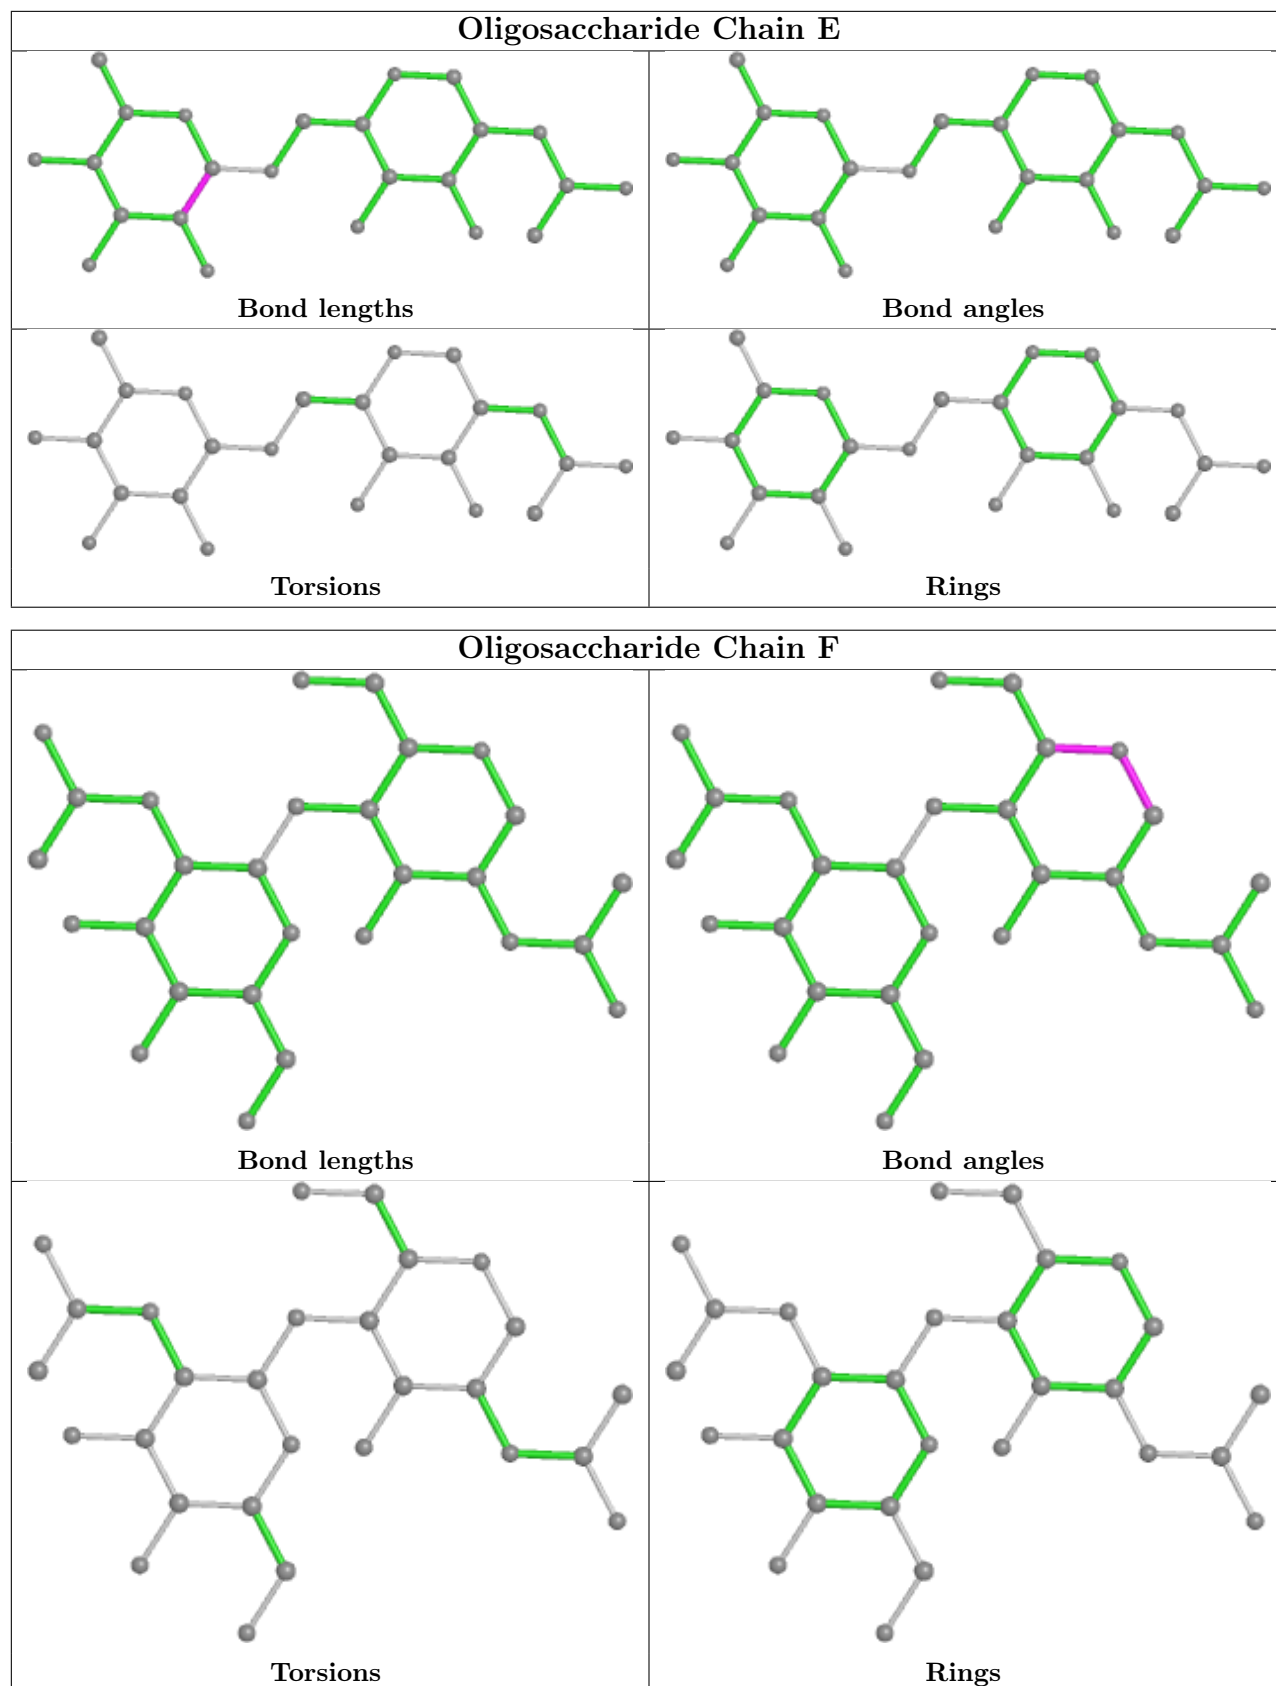 Oligosaccharide Chain E
Bond lengths
Bond angles
Torsions
Rings
Oligosaccharide Chain F
Bond lengths
Bond angles
Torsions
Rings